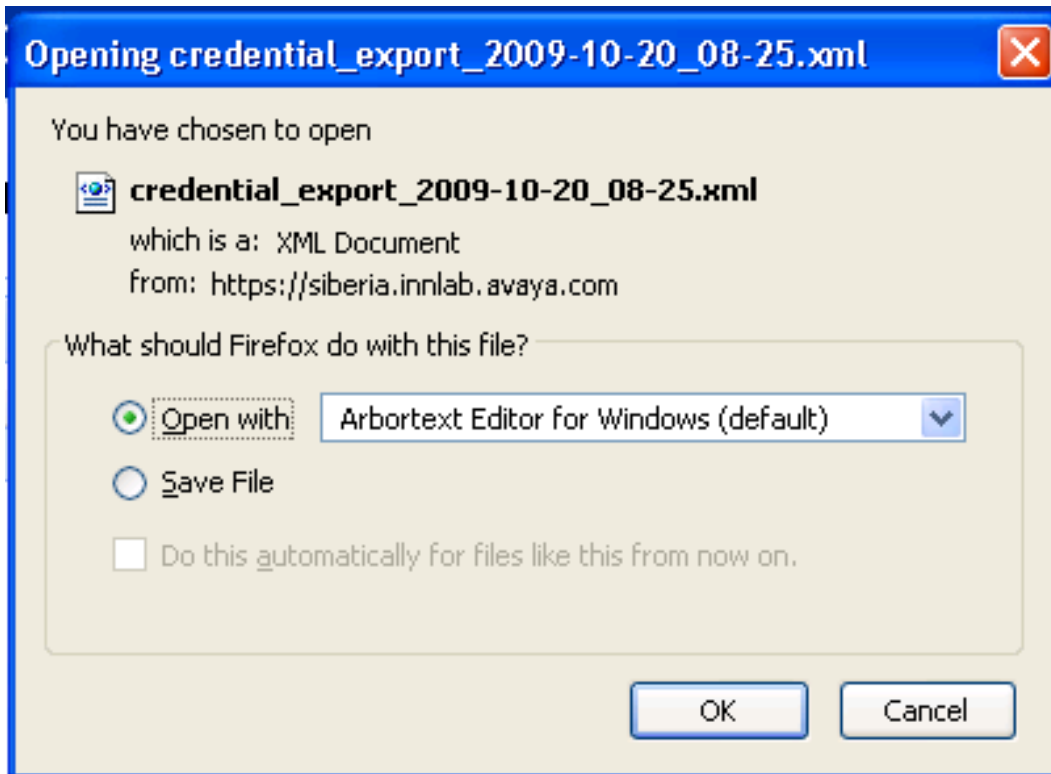 Opening credential_export_2009-10-20_08-25.xml
You have chosen to open
credential_export_2009-10-20_08-25.xml
which is a: XML Document
from: https://siberia.innlab.avaya.com
What should Firefox do with this file?
Open with Arbortext Editor for Windows (default)
Save File
Do this automatically for files like this from now on.
OK Cancel